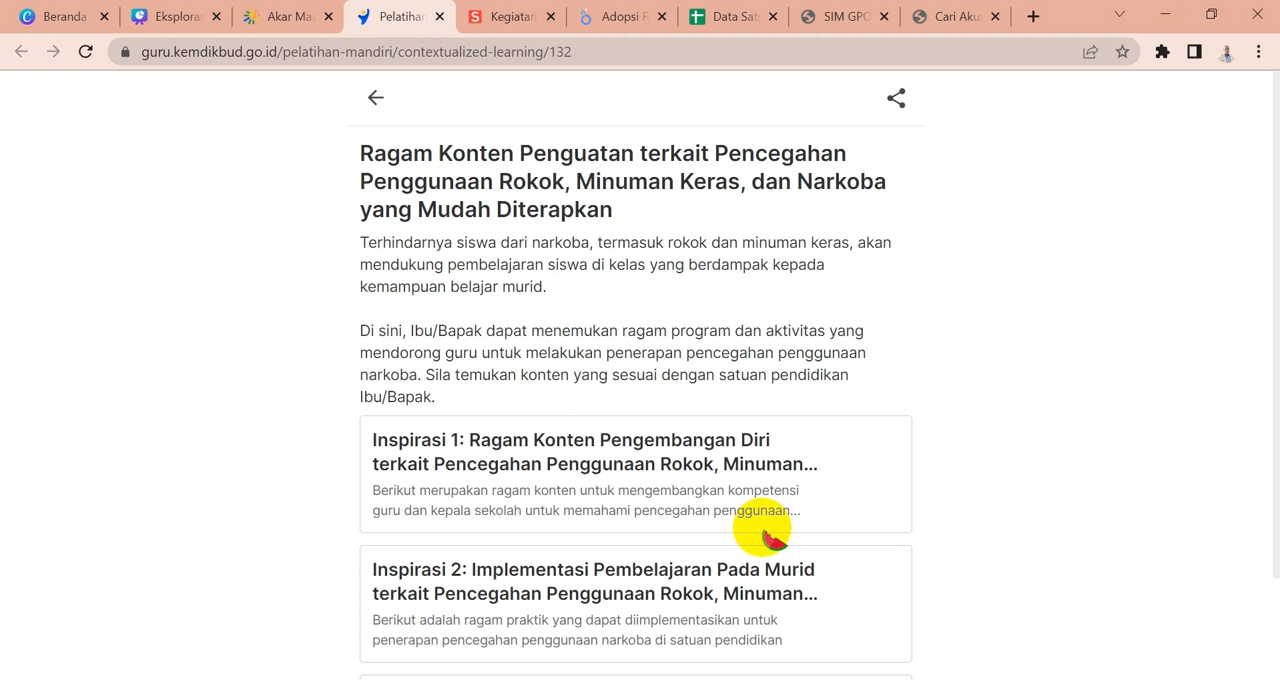 Beranda
Eksplora
Akar Mas
Pelatihan
Kegiatan
Adopsi R
Data Sat
SIM GPO
Cari Aku
guru.kemdikbud.go.id/pelatihan-mandiri/contextualized-learning/132
Ragam Konten Penguatan terkait Pencegahan
Penggunaan Rokok, Minuman Keras, dan Narkoba
yang Mudah Diterapkan
Terhindarnya siswa dari narkoba, termasuk rokok dan minuman keras, akan
mendukung pembelajaran siswa di kelas yang berdampak kepada
kemampuan belajar murid.
Di sini, Ibu/Bapak dapat menemukan ragam program dan aktivitas yang
mendorong guru untuk melakukan penerapan pencegahan penggunaan
narkoba. Sila temukan konten yang sesuai dengan satuan pendidikan
Ibu/Bapak.
Inspirasi 1: Ragam Konten Pengembangan Diri
terkait Pencegahan Penggunaan Rokok, Minuman...
Berikut merupakan ragam konten untuk mengembangkan kompetensi
guru dan kepala sekolah untuk memahami pencegahan penggunaan...
Inspirasi 2: Implementasi Pembelajaran Pada Murid
terkait Pencegahan Penggunaan Rokok, Minuman...
Berikut adalah ragam praktik yang dapat diimplementasikan untuk
penerapan pencegahan penggunaan narkoba di satuan pendidikan